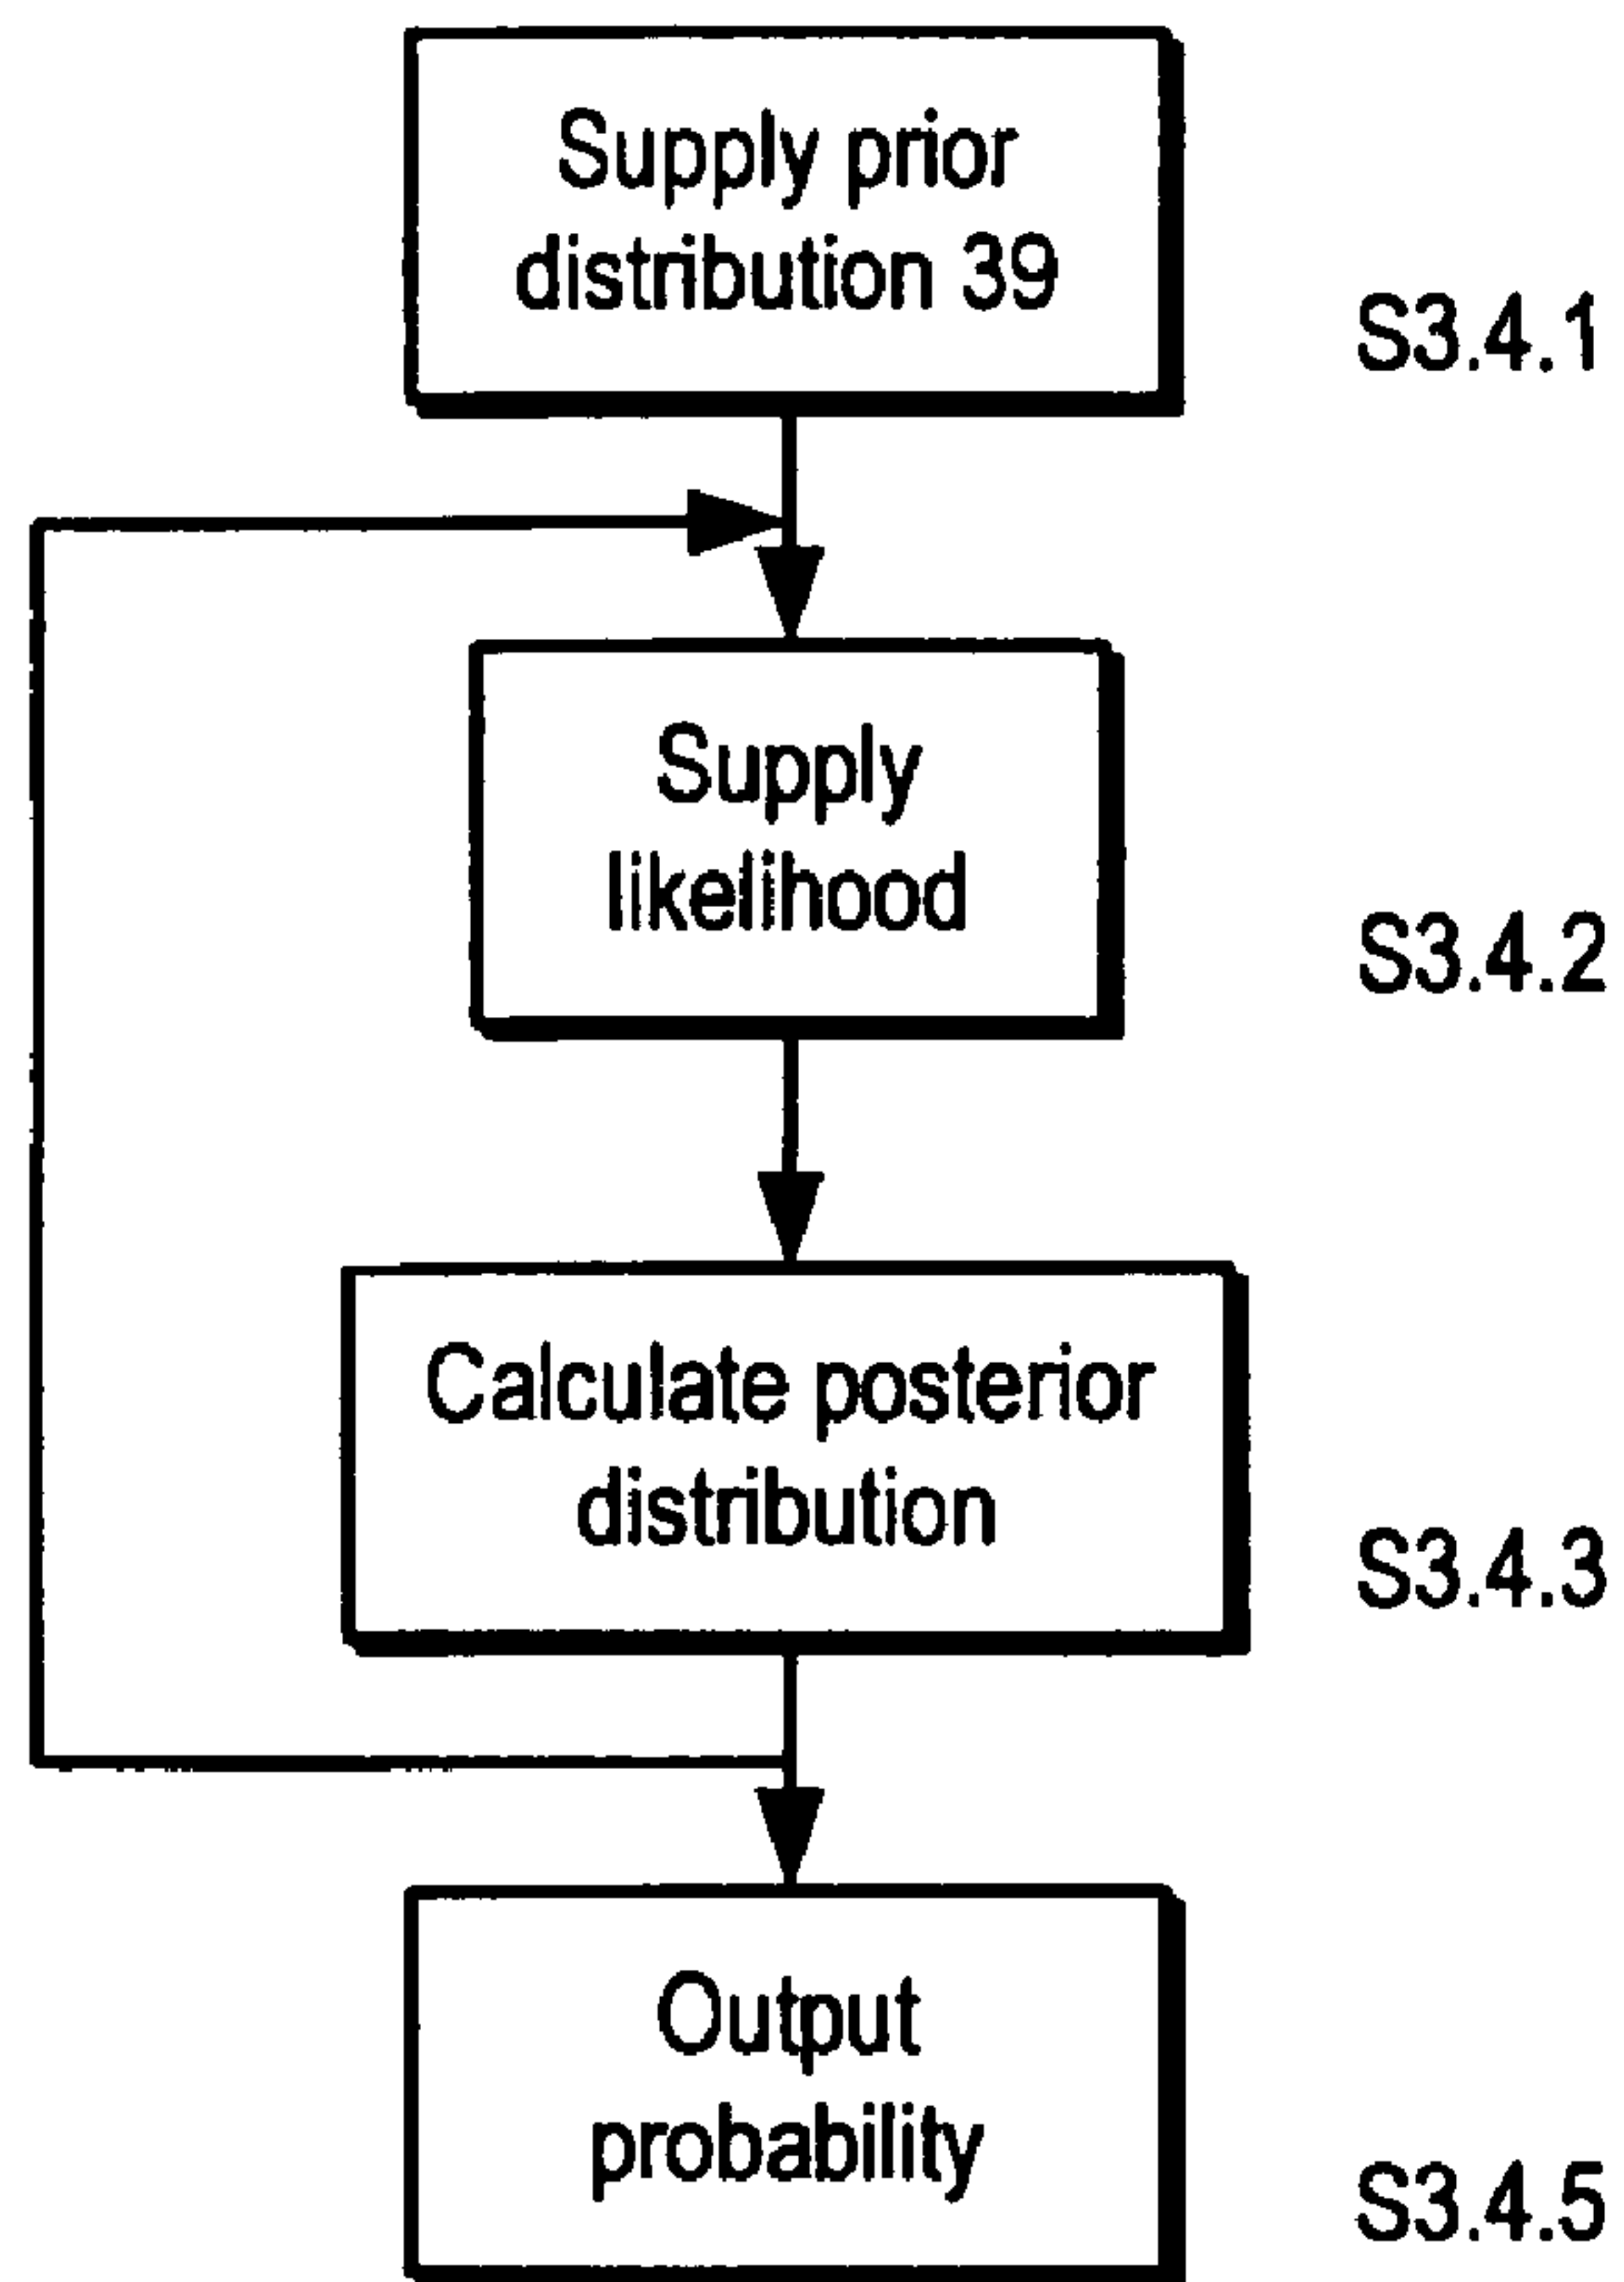 Supply prior
distribution 39
S3.4.1
Supply
likelihood
S3.4.2
Calculate posterior
distribution
S3.4.3
Output
probability
S3.4.5